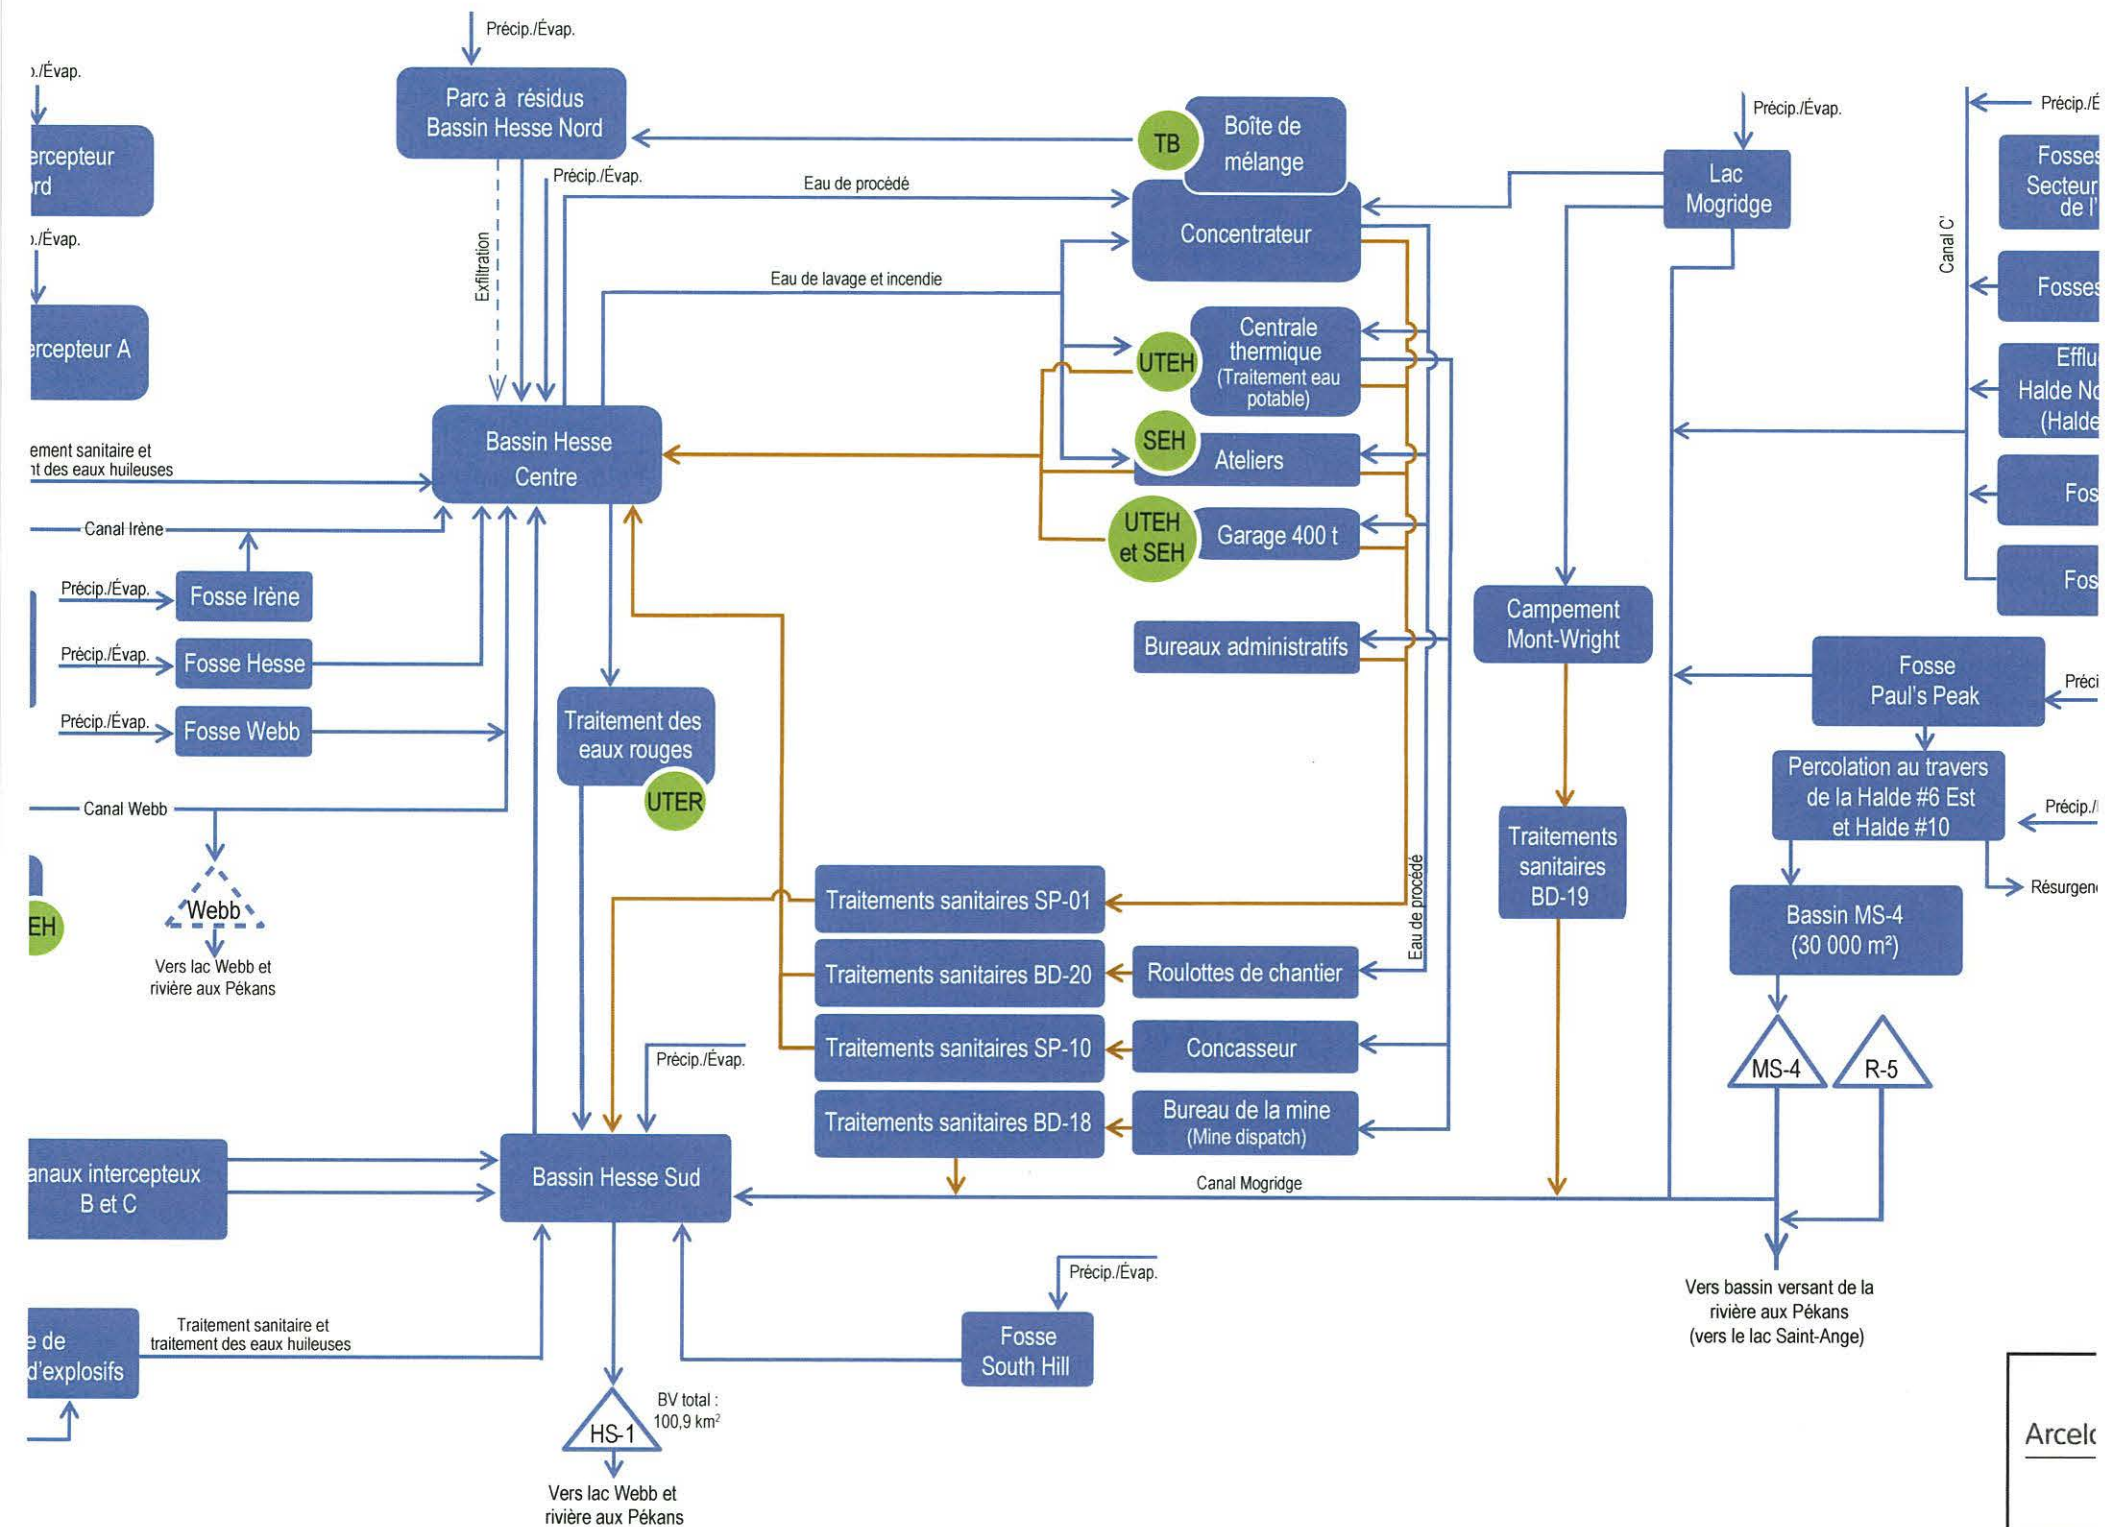 Précip./Évap.
./Évap.
Parc à résidus
Bassin Hesse Nord
TB
Boîte de
mélange
Précip./Évap.
Précip./É
ercepteur
rd
Précip./Évap.
Eau de procédé
Lac
Mogridge
Fosses
Secteur
de l'
Canal C'
./Évap.
Exfiltration
Concentrateur
Eau de lavage et incendie
Fosses
ercepteur A
UTEH
Centrale
thermique
(Traitement eau
potable)
Efflu
Halde No
(Halde
Bassin Hesse
Centre
SEH
Ateliers
ement sanitaire et
nt des eaux huileuses
Fos
Canal Irène
UTEH
et SEH
Garage 400 t
Précip./Évap.
Fosse Irène
Fos
Campement
Mont-Wright
Précip./Évap.
Fosse Hesse
Bureaux administratifs
Fosse
Paul's Peak
Préci
Précip./Évap.
Fosse Webb
Traitement des
eaux rouges
UTER
Percolation au travers
de la Halde #6 Est
et Halde #10
Précip./
Canal Webb
Traitements
sanitaires
BD-19
Eau de procédé
EH
Webb
Traitements sanitaires SP-01
Résurgen
Bassin MS-4
(30 000 m²)
Vers lac Webb et
rivière aux Pékans
Traitements sanitaires BD-20
Roulottes de chantier
Précip./Évap.
Traitements sanitaires SP-10
Concasseur
MS-4
R-5
Traitements sanitaires BD-18
Bureau de la mine
(Mine dispatch)
anaux intercepteux
B et C
Bassin Hesse Sud
Canal Mogridge
Précip./Évap.
Vers bassin versant de la
rivière aux Pékans
(vers le lac Saint-Ange)
e de
d'explosifs
Traitement sanitaire et
traitement des eaux huileuses
Fosse
South Hill
BV total :
100,9 km²
HS-1
Arcelo
Vers lac Webb et
rivière aux Pékans